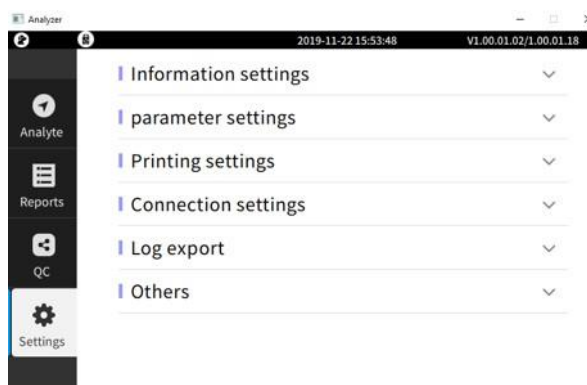 Analyzer
2019-11-22 15:53:48 V1.00.01.02/1.00.01.18
Information settings
parameter settings
Printing settings
Connection settings
Log export
Others
Analyte
Reports
QC
Settings